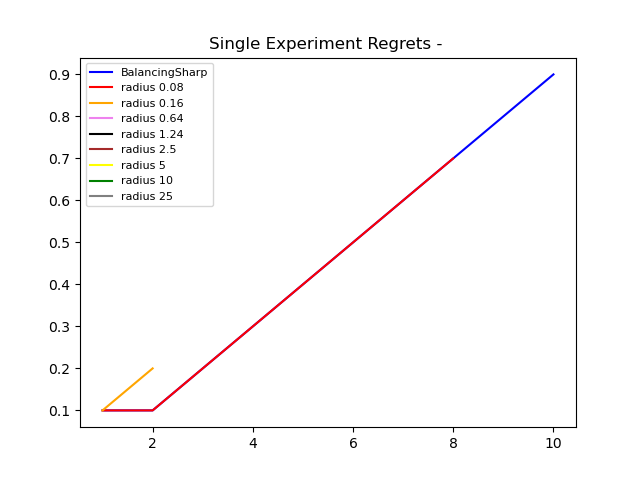 Single Experiment Regrets -
BalancingSharp
radius 0.08
radius 0.16
radius 0.64
radius 1.24
radius 2.5
radius 5
radius 10
radius 25
0.9
0.8
0.7
0.6
0.5
0.4
0.3
0.2
0.1
2 4 6 8 10